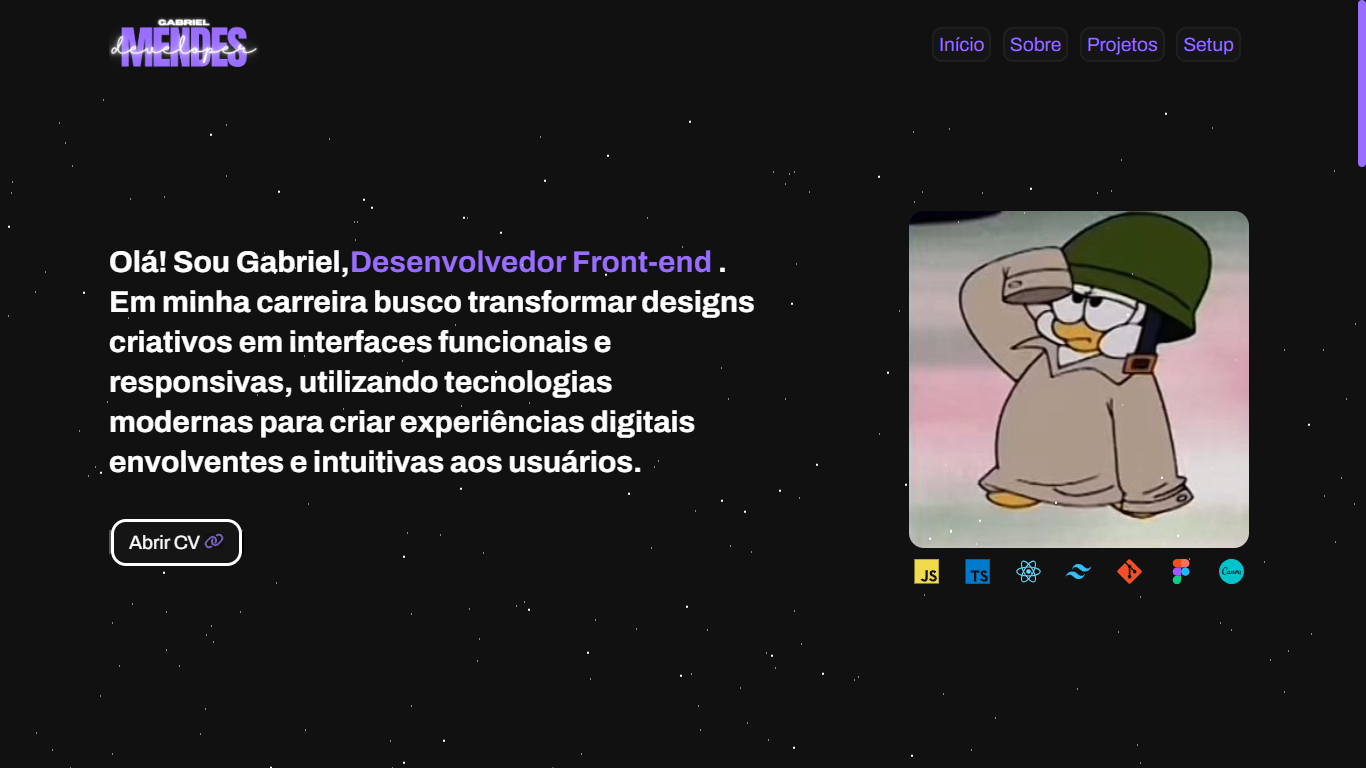 GABRIEL
MENDES
developer
Início Sobre Projetos Setup
Olá! Sou Gabriel,Desenvolvedor Front-end .
Em minha carreira busco transformar designs
criativos em interfaces funcionais e
responsivas, utilizando tecnologias
modernas para criar experiências digitais
envolventes e intuitivas aos usuários.
Abrir CV
JS TS Canva